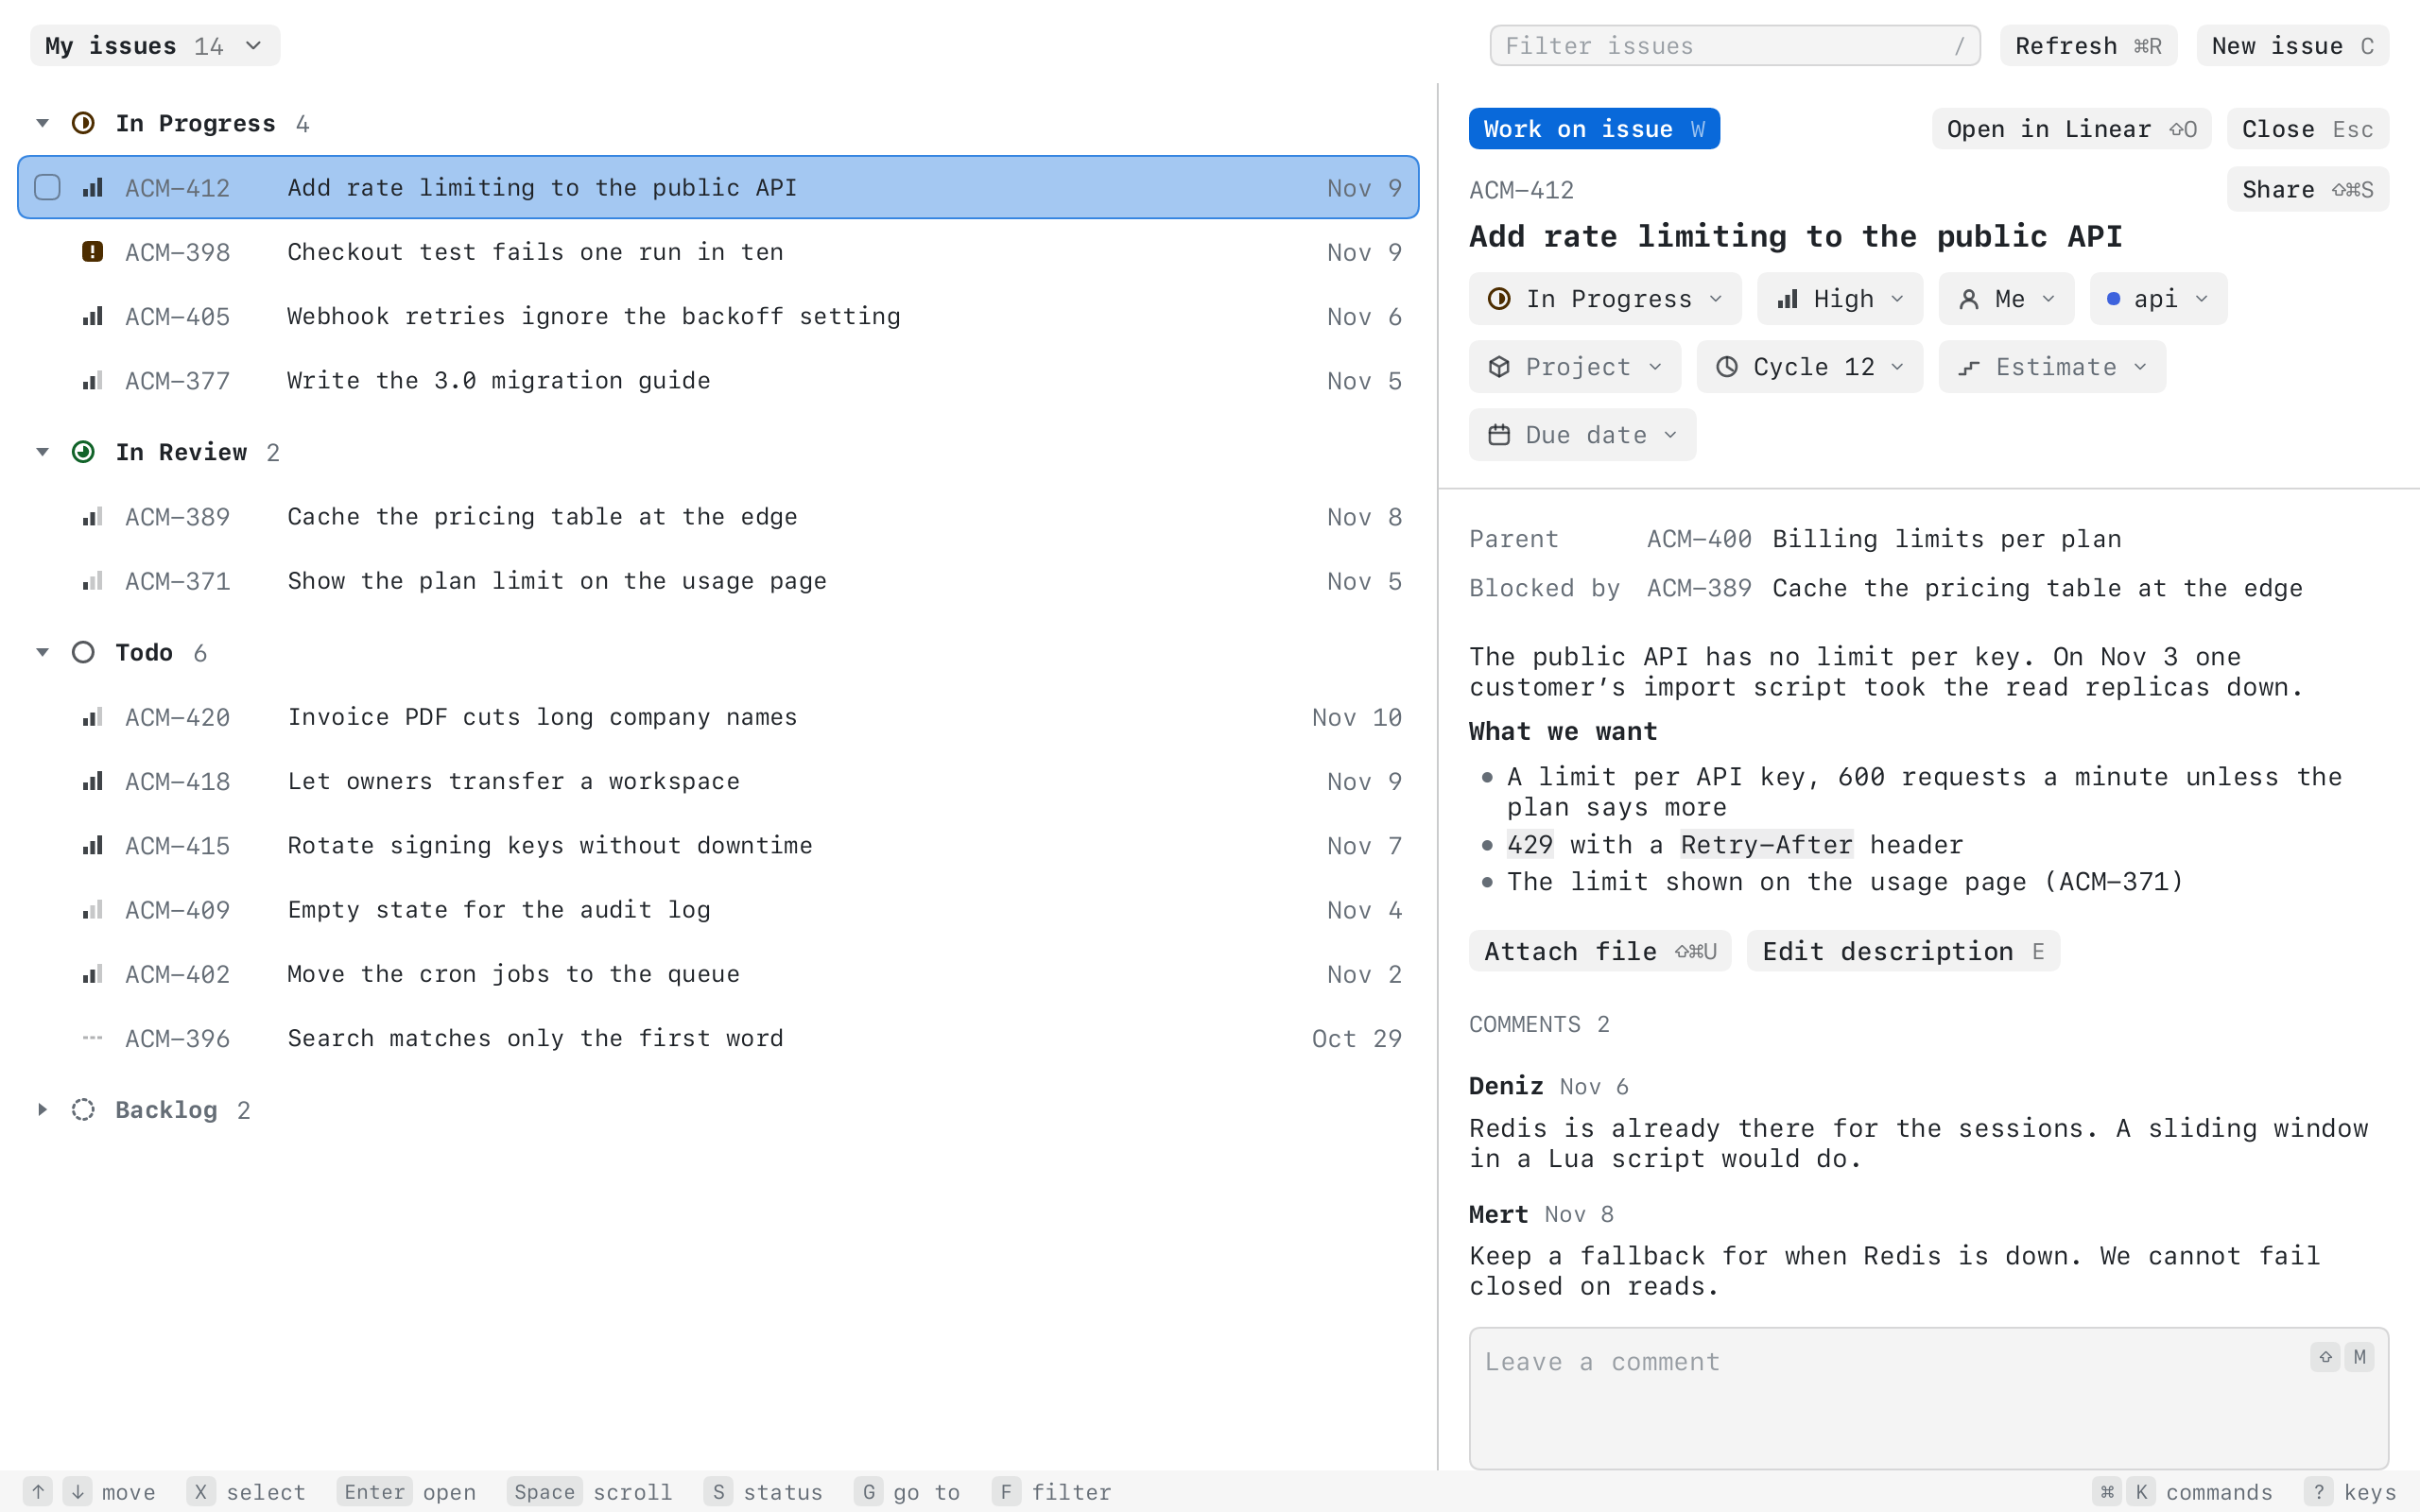 My issues 14
Filter issues /
Refresh ⌘R
New issue C
In Progress 4
ACM-412 Add rate limiting to the public API Nov 9
ACM-398 Checkout test fails one run in ten Nov 9
ACM-405 Webhook retries ignore the backoff setting Nov 6
ACM-377 Write the 3.0 migration guide Nov 5
In Review 2
ACM-389 Cache the pricing table at the edge Nov 8
ACM-371 Show the plan limit on the usage page Nov 5
Todo 6
ACM-420 Invoice PDF cuts long company names Nov 10
ACM-418 Let owners transfer a workspace Nov 9
ACM-415 Rotate signing keys without downtime Nov 7
ACM-409 Empty state for the audit log Nov 4
ACM-402 Move the cron jobs to the queue Nov 2
ACM-396 Search matches only the first word Oct 29
Backlog 2
Work on issue W
Open in Linear ⇧O
Close Esc
ACM-412
Share ⇧⌘S
Add rate limiting to the public API
In Progress High Me api
Project Cycle 12 Estimate
Due date
Parent ACM-400 Billing limits per plan
Blocked by ACM-389 Cache the pricing table at the edge
The public API has no limit per key. On Nov 3 one
customer’s import script took the read replicas down.
What we want
• A limit per API key, 600 requests a minute unless the
plan says more
• 429 with a Retry-After header
• The limit shown on the usage page (ACM-371)
Attach file ⇧⌘U
Edit description E
COMMENTS 2
Deniz Nov 6
Redis is already there for the sessions. A sliding window
in a Lua script would do.
Mert Nov 8
Keep a fallback for when Redis is down. We cannot fail
closed on reads.
Leave a comment ⇧ M
↑ ↓ move X select Enter open Space scroll S status G go to F filter ⌘ K commands ? keys